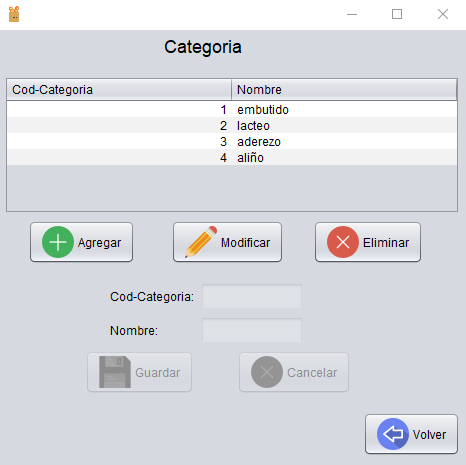 Categoria
Cod-Categoria Nombre
1 embutido
2 lacteo
3 aderezo
4 aliño
Agregar Modificar Eliminar
Cod-Categoria:
Nombre:
Guardar Cancelar
Volver